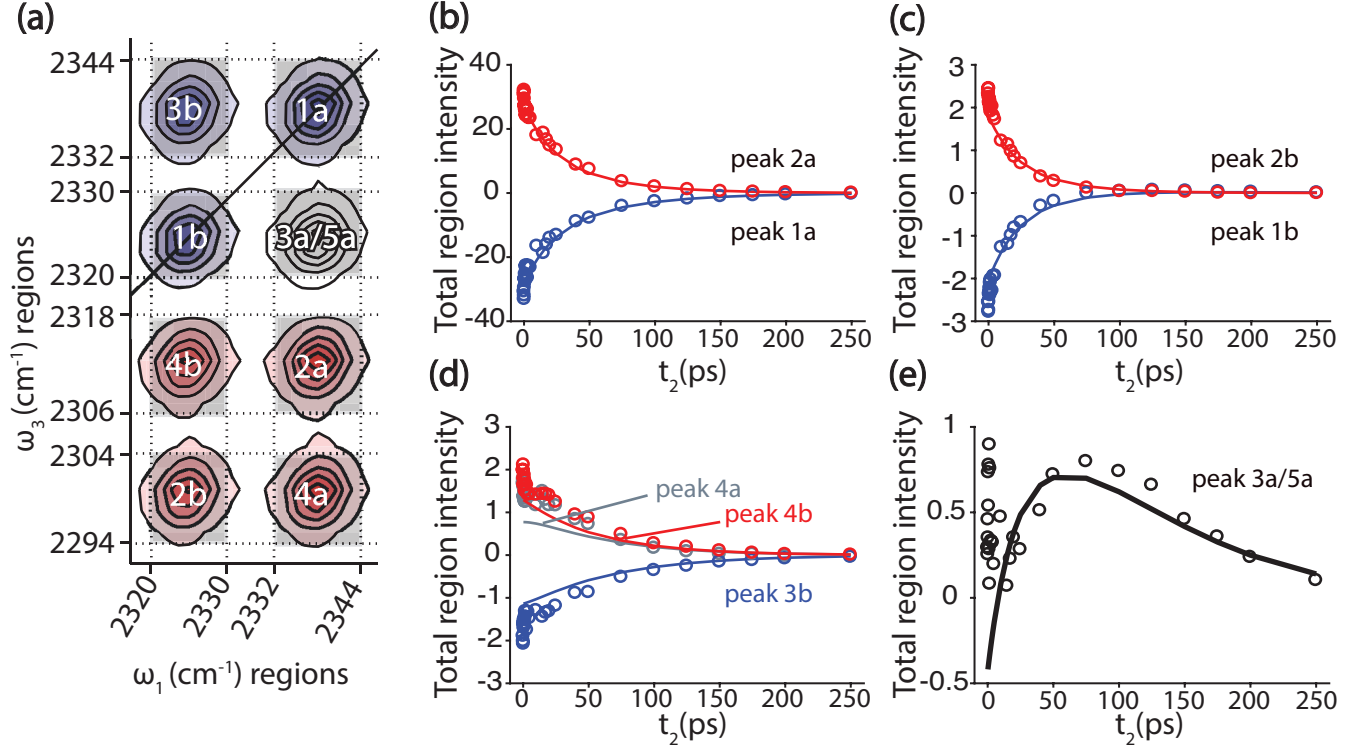 (a)
2344
2332
2330
2320
2318
2306
2304
2294
ω3 (cm-1) regions
3b
1a
1b
3a/5a
4b
2a
2b
4a
2320
2330
2332
2344
ω1 (cm-1) regions
(b)
Total region intensity
40
20
0
-20
-40
peak 2a
peak 1a
0 50 100 150 200 250
t2(ps)
(c)
Total region intensity
3
2
1
0
-1
-2
-3
peak 2b
peak 1b
0 50 100 150 200 250
t2(ps)
(d)
Total region intensity
3
2
1
0
-1
-2
-3
peak 4a
peak 4b
peak 3b
0 50 100 150 200 250
t2(ps)
(e)
Total region intensity
1
0.5
0
-0.5
peak 3a/5a
0 50 100 150 200 250
t2(ps)